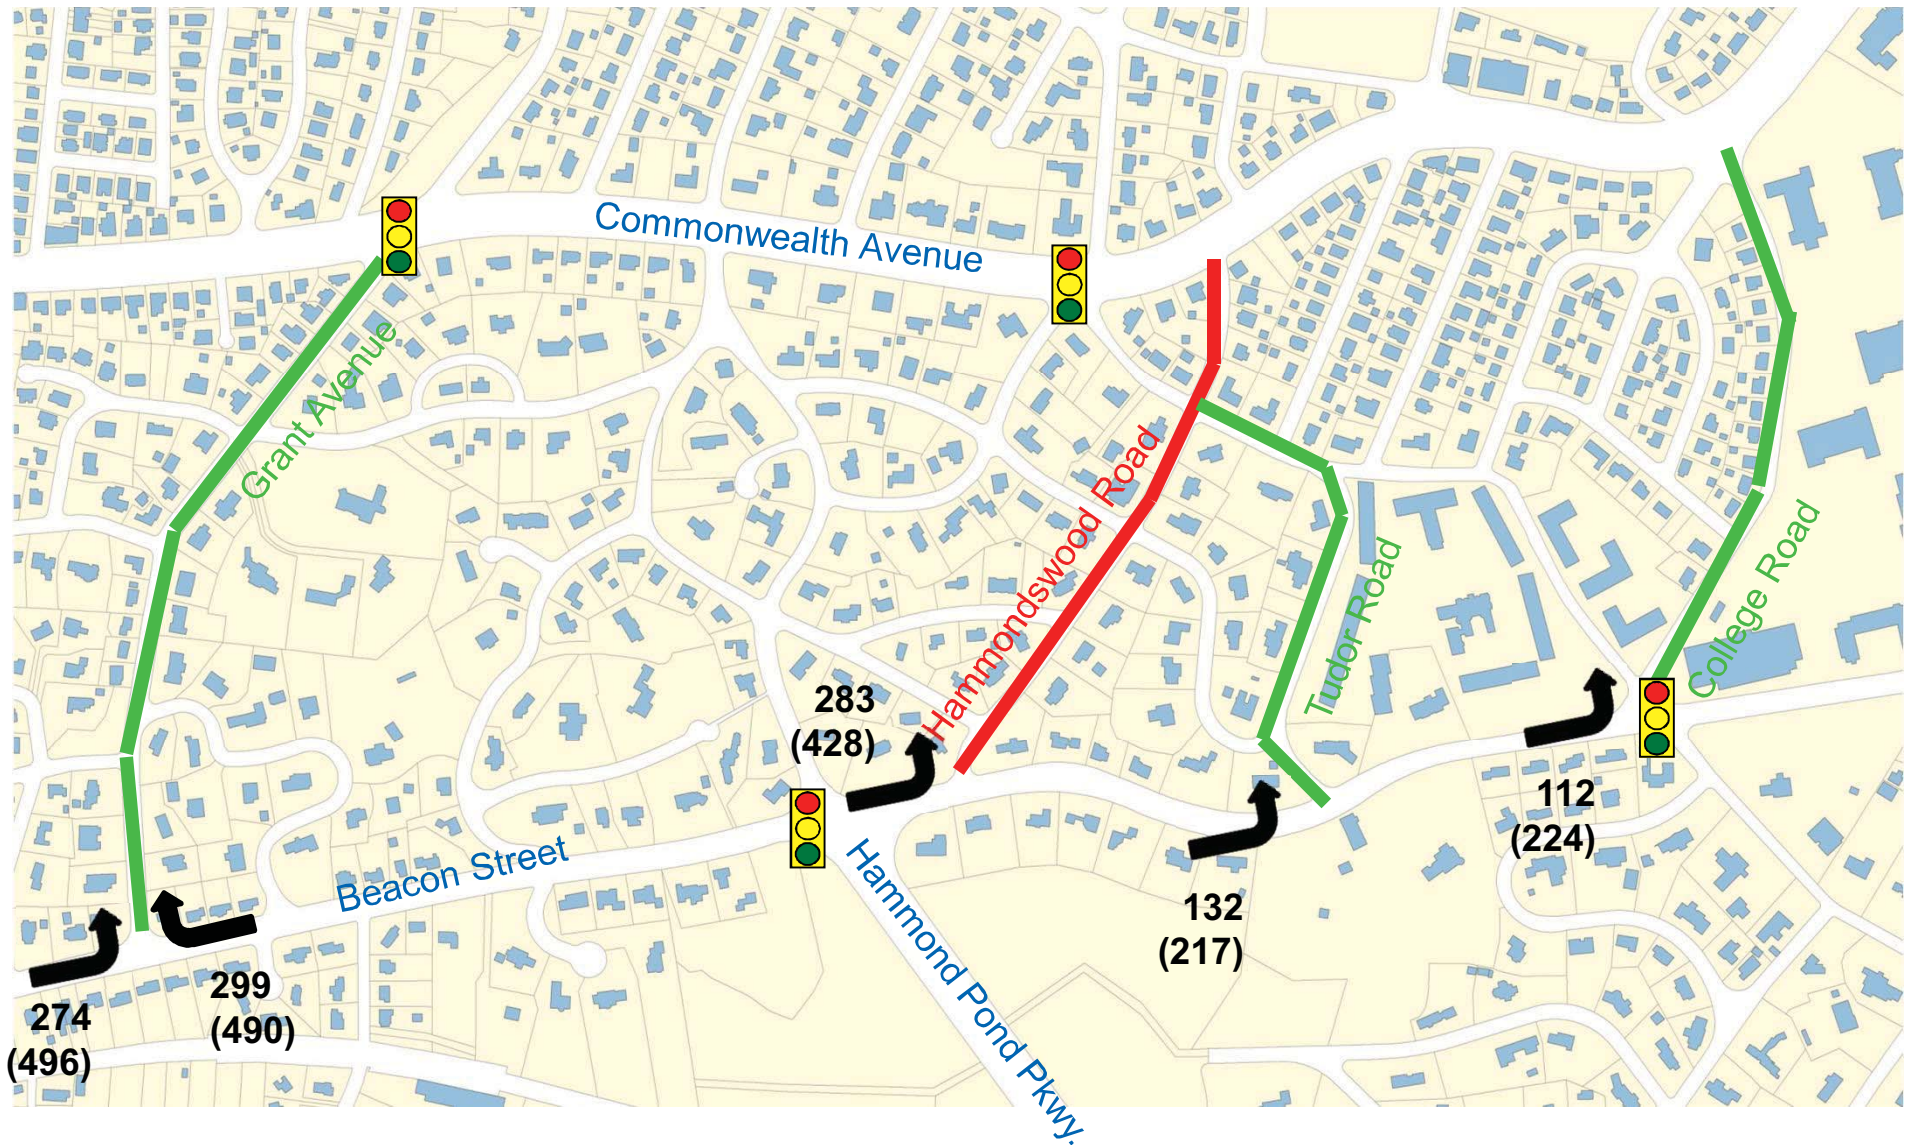 Commonwealth Avenue
Grant Avenue
Hammondswood Road
Tudor Road
College Road
283
(428)
112
(224)
Beacon Street
Hammond Pond Pkwy.
132
(217)
299
(490)
274
(496)